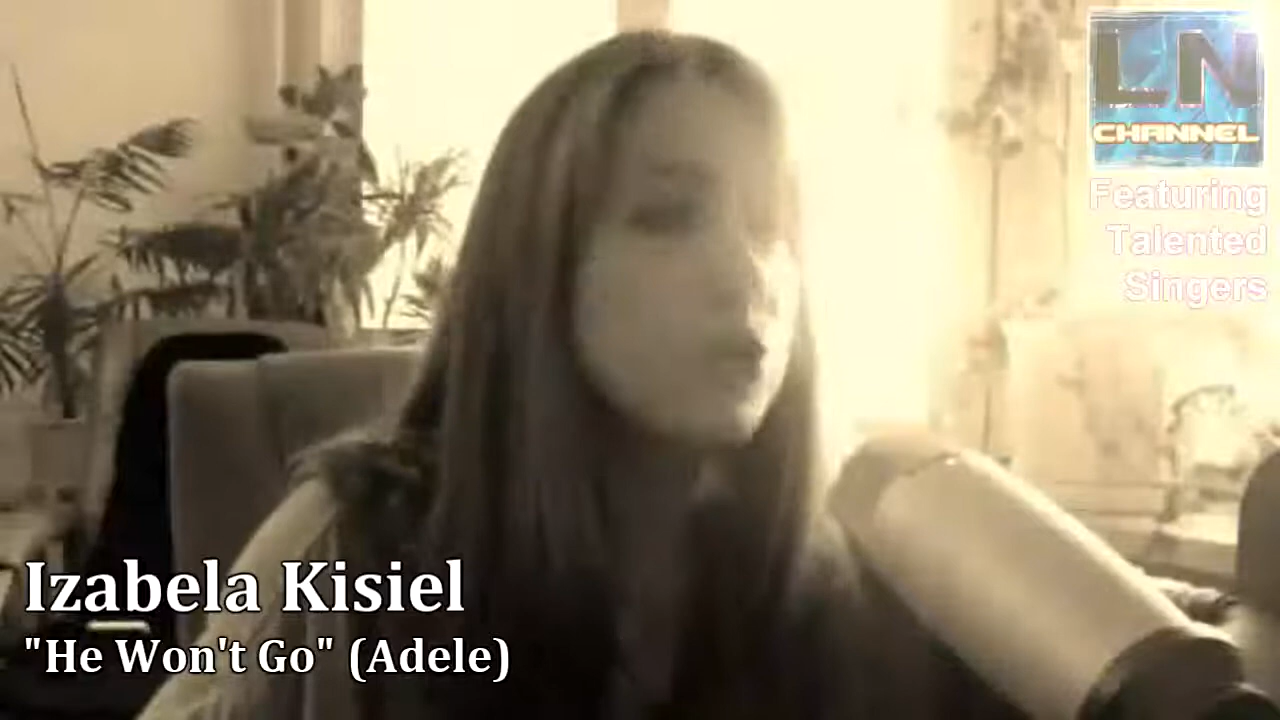 LN
CHANNEL
Featuring
Talented
Singers
Izabela Kisiel
"He Won't Go" (Adele)